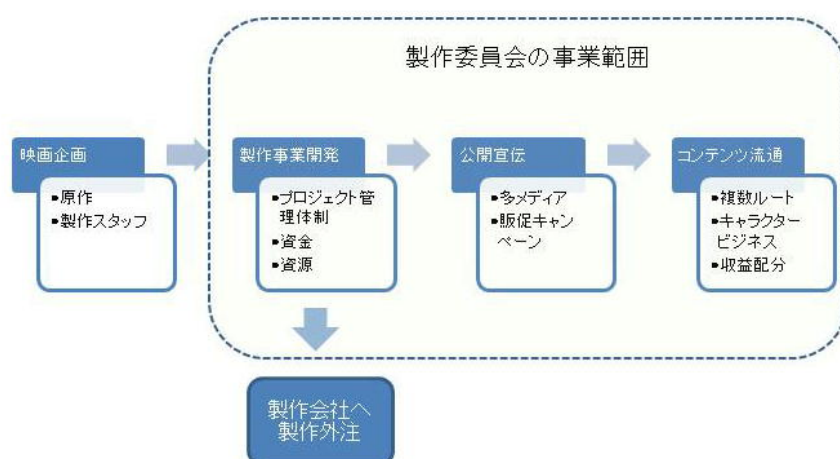 製作委員会の事業範囲
映画企画
•原作
•製作スタッフ
製作事業開発
•プロジェクト管
理体制
•資金
•資源
公開宣伝
•多メディア
•販促キャン
ペーン
コンテンツ流通
•複数ルート
•キャラクター
ビジネス
•収益配分
製作会社へ
製作外注